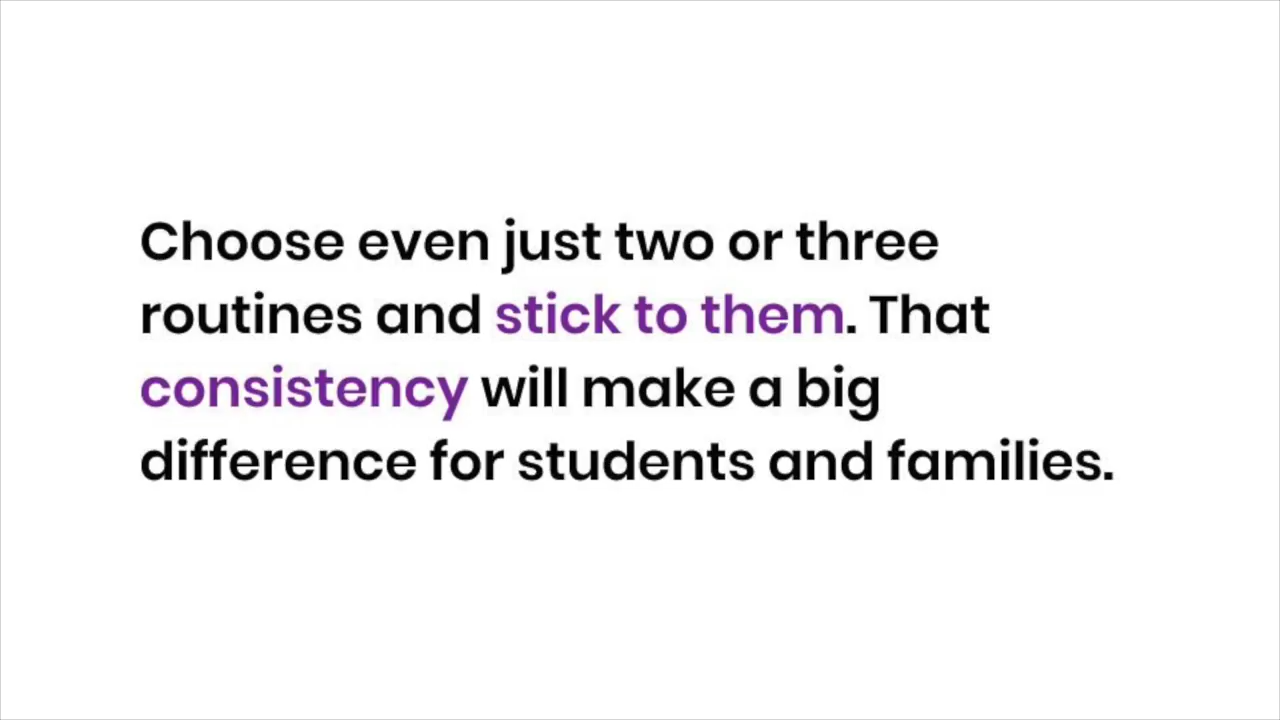 Choose even just two or three
routines and stick to them. That
consistency will make a big
difference for students and families.